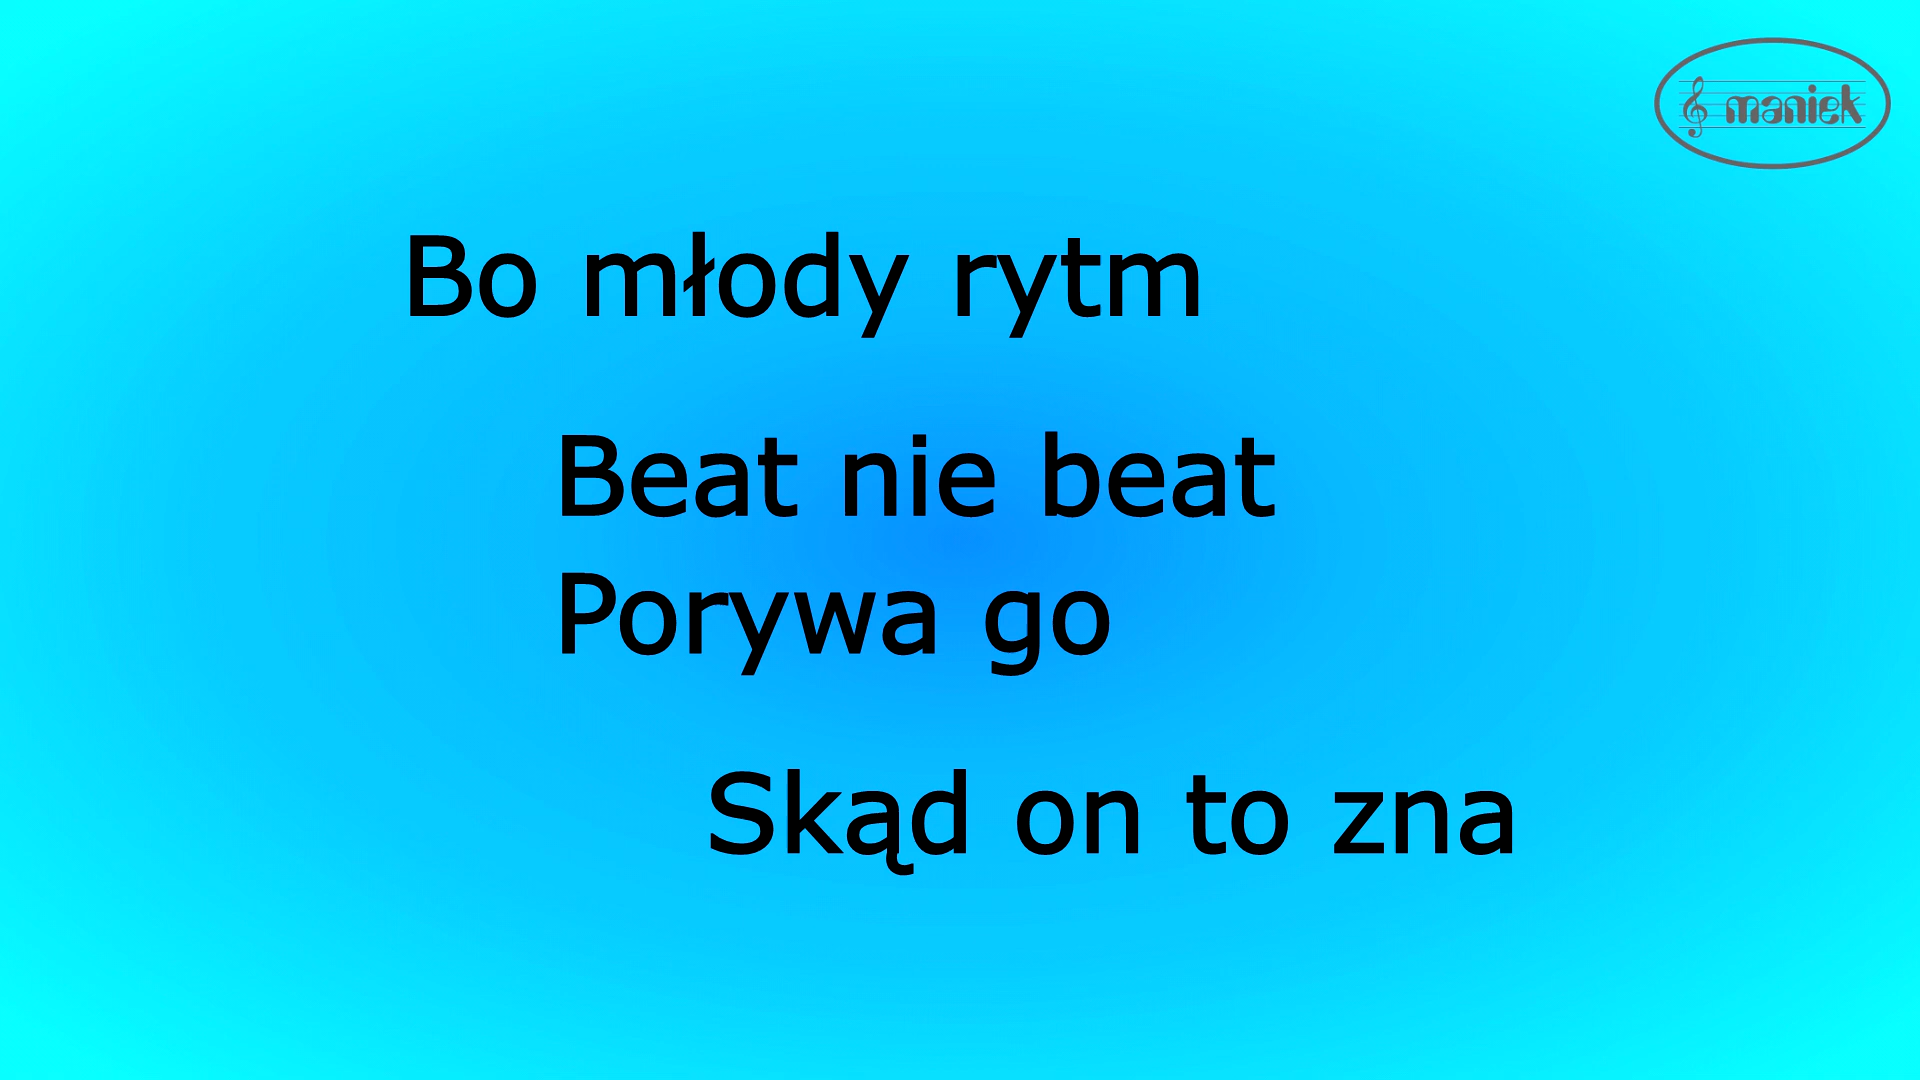 maniek
Bo młody rytm
Beat nie beat
Porywa go
Skąd on to zna